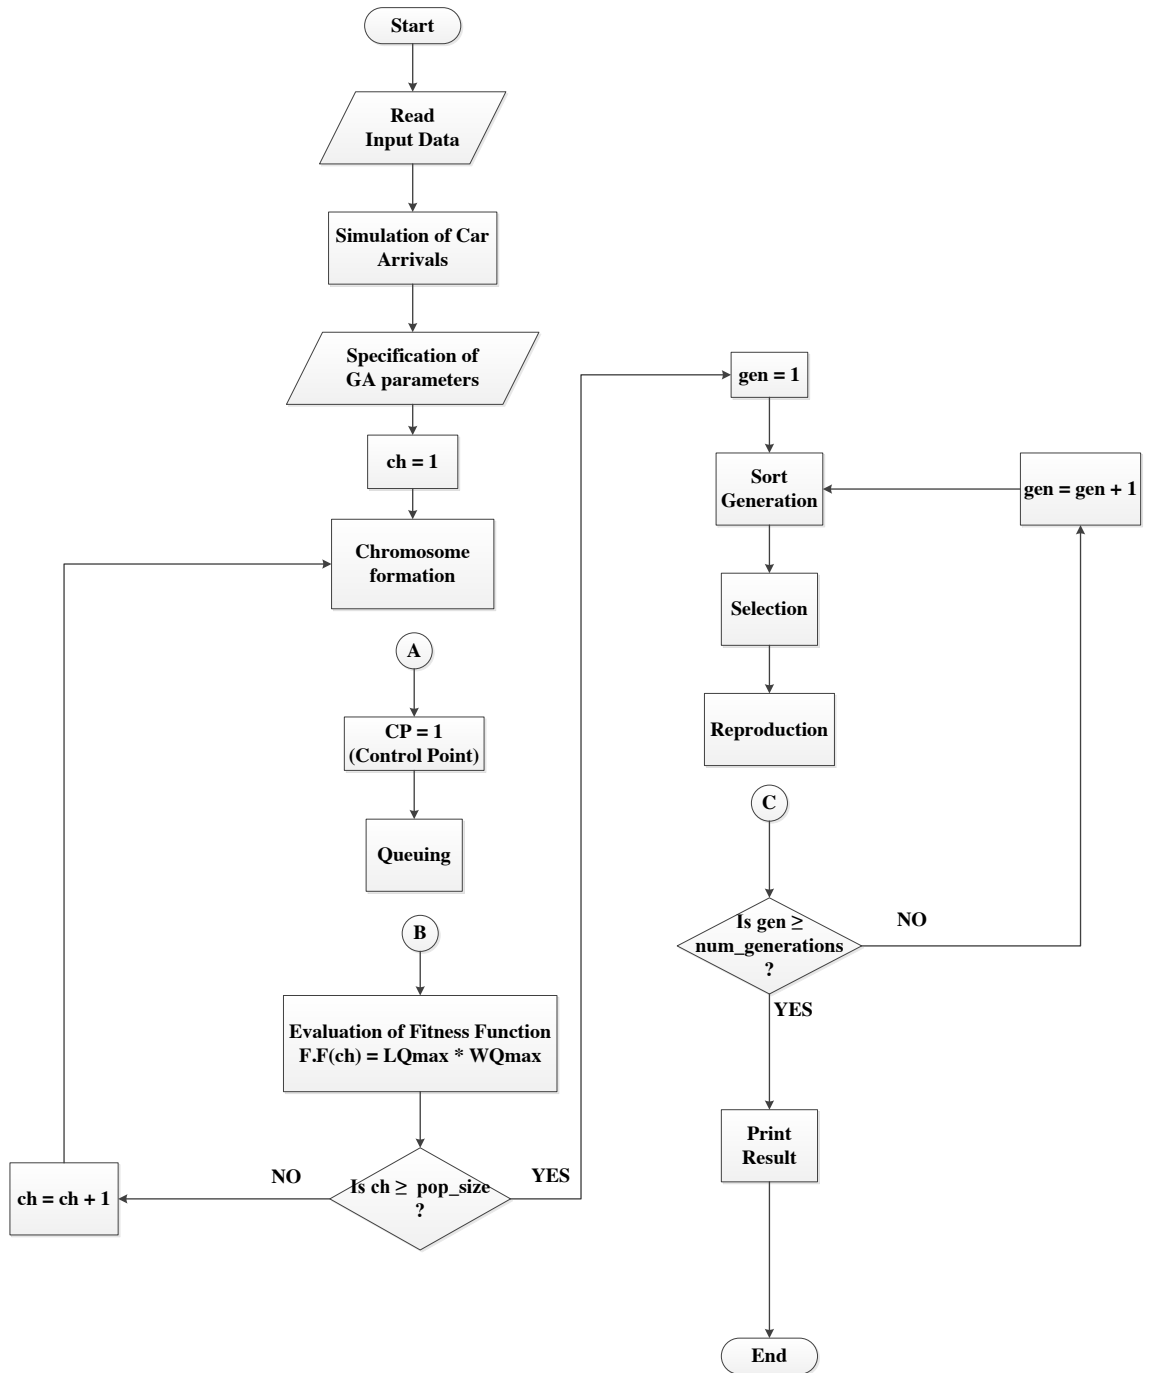 Start
Read
Input Data
Simulation of Car
Arrivals
Specification of
GA parameters
ch = 1
Chromosome
formation
A
CP = 1
(Control Point)
Queuing
B
Evaluation of Fitness Function
F.F(ch) = LQmax * WQmax
Is ch ≥ pop_size
?
NO
YES
ch = ch + 1
gen = 1
Sort
Generation
gen = gen + 1
Selection
Reproduction
C
Is gen ≥
num_generations
?
NO
YES
Print
Result
End